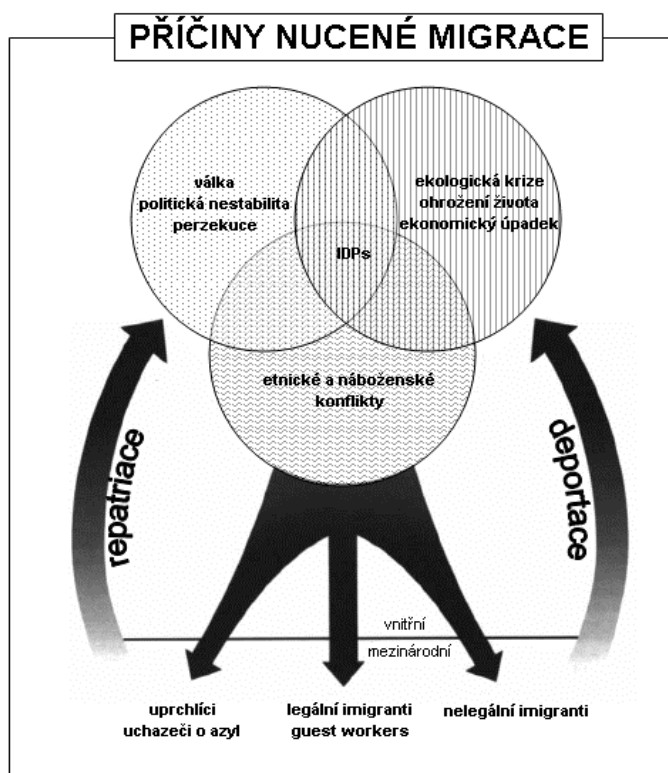 PŘÍČINY NUCENÉ MIGRACE
válka
politická nestabilita
perzekuce
ekologická krize
ohrožení života
ekonomický úpadek
IDPs
etnické a náboženské
konflikty
repatriace
deportace
vnitřní
mezinárodní
uprchlíci
uchazeči o azyl
legální imigranti
guest workers
nelegální imigranti